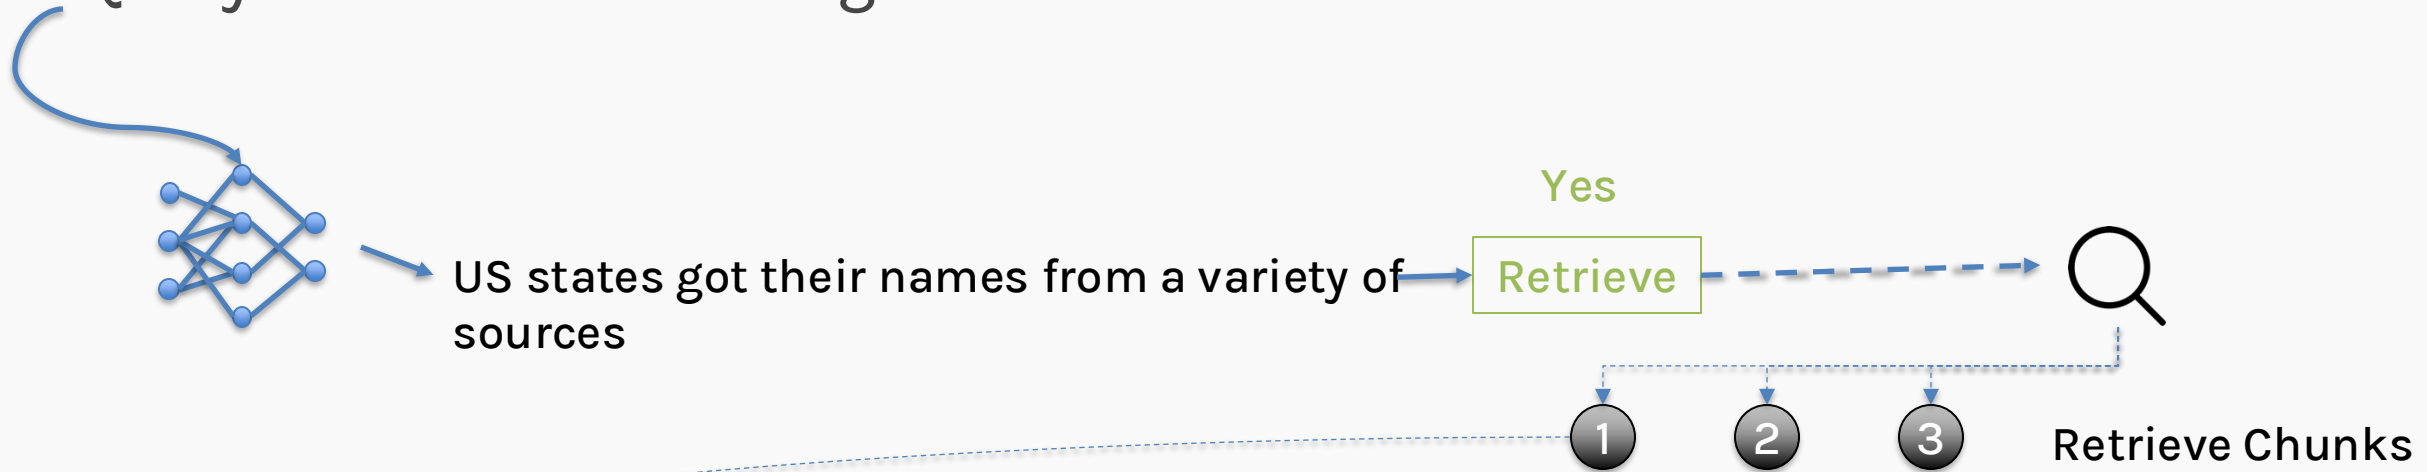 Yes
US states got their names from a variety of
sources
Retrieve
1 2 3 Retrieve Chunks